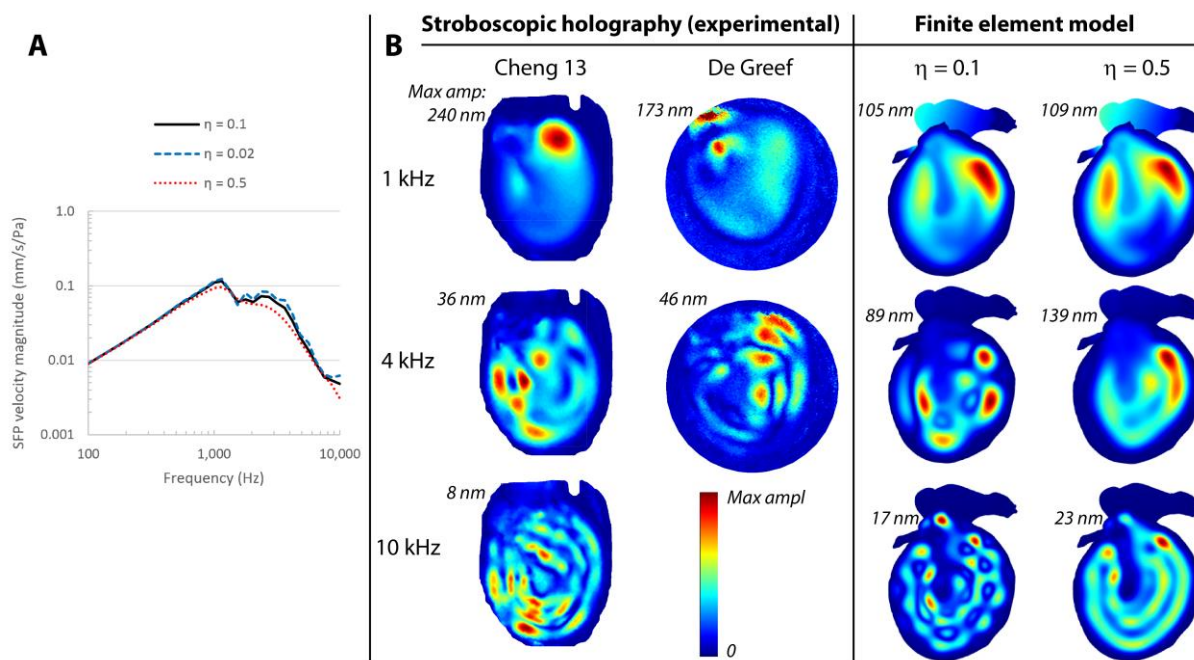 A
η = 0.1
η = 0.02
η = 0.5
SFP velocity magnitude (mm/s/Pa)
1.0
0.1
0.01
0.001
100
1,000
10,000
Frequency (Hz)
B
Stroboscopic holography (experimental)
Finite element model
Cheng 13
De Greef
η = 0.1
η = 0.5
Max amp:
240 nm
173 nm
105 nm
109 nm
1 kHz
36 nm
46 nm
89 nm
139 nm
4 kHz
8 nm
Max ampl
17 nm
23 nm
10 kHz
0